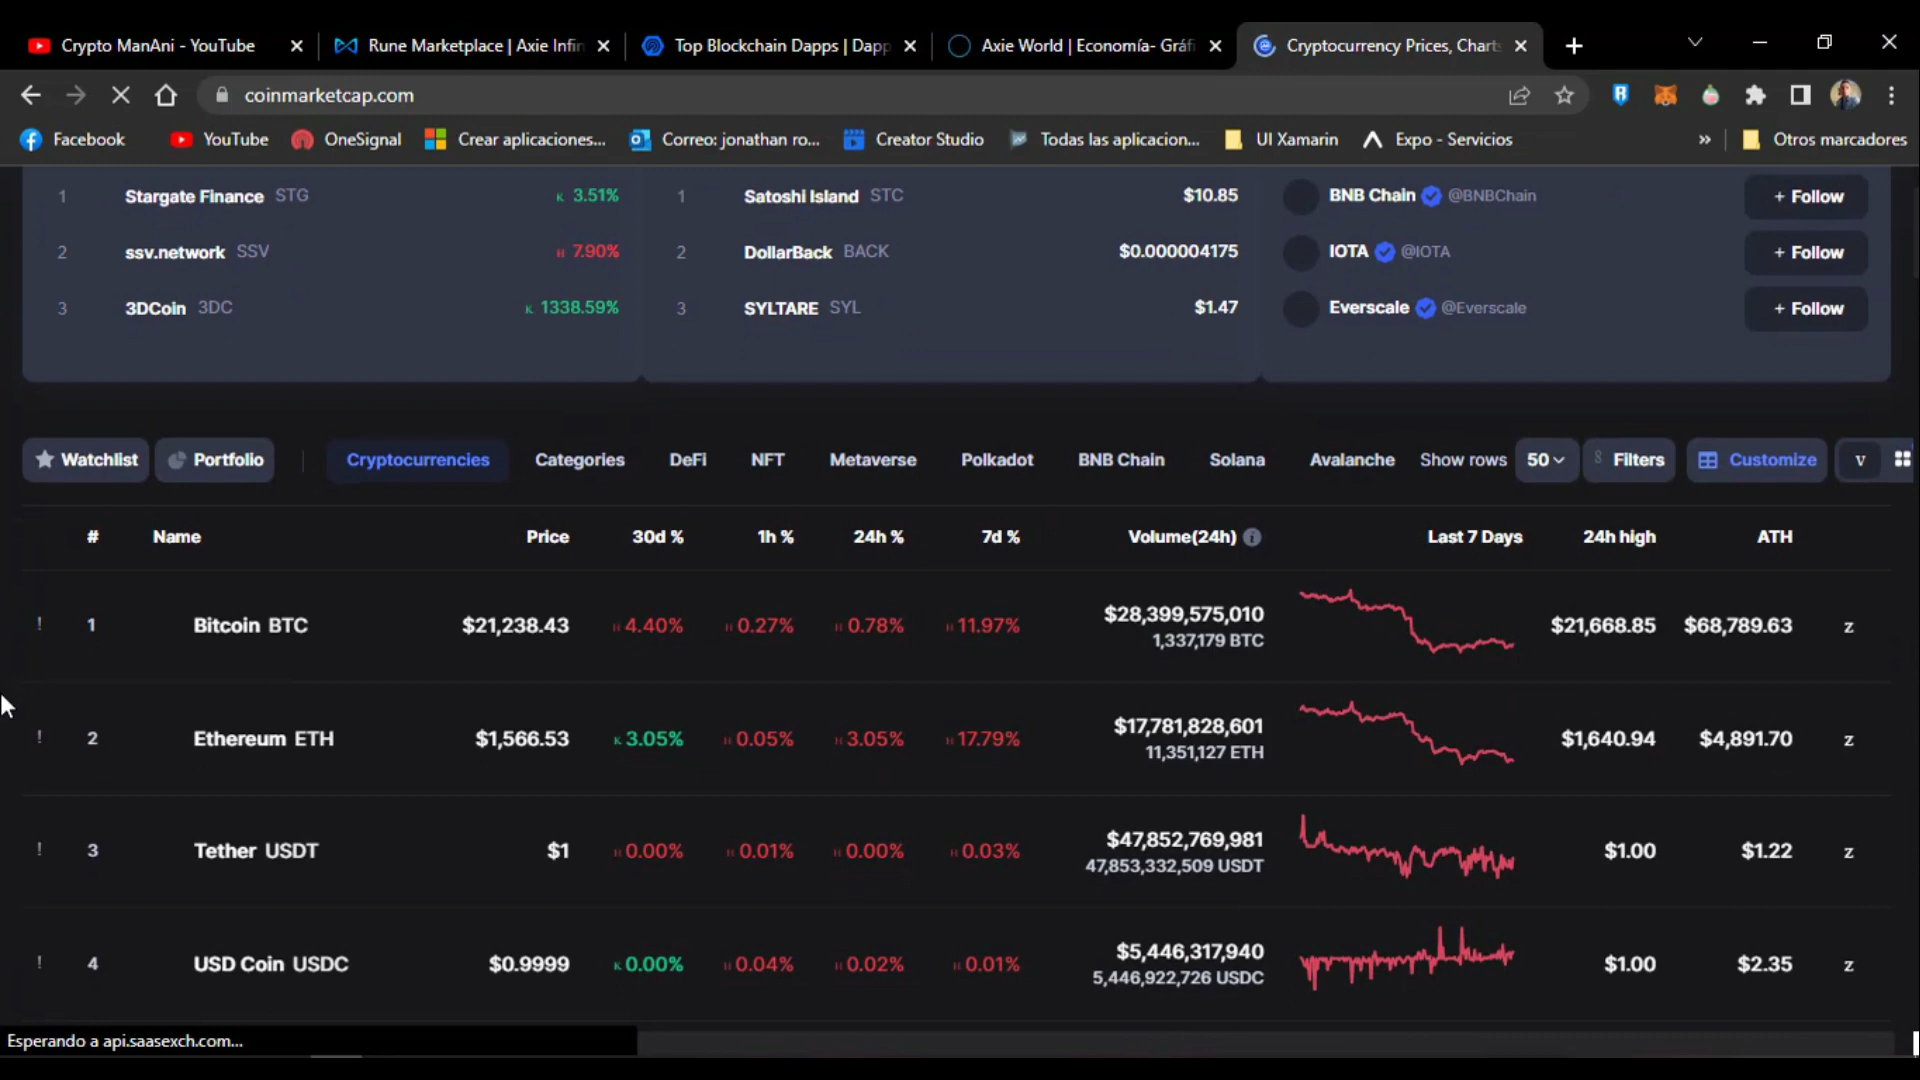 Crypto ManAni - YouTube
Rune Marketplace | Axie Infin
Top Blockchain Dapps | Dapp
Axie World | Economía- Gráfi
Cryptocurrency Prices, Charts
coinmarketcap.com
Facebook
YouTube
OneSignal
Crear aplicaciones...
Correo: jonathan ro...
Creator Studio
Todas las aplicacion...
UI Xamarin
Expo - Servicios
»
Otros marcadores
1 Stargate Finance STG K 3.51%
2 ssv.network SSV H 7.90%
3 3DCoin 3DC K 1338.59%
1 Satoshi Island STC $10.85
2 DollarBack BACK $0.000004175
3 SYLTARE SYL $1.47
BNB Chain @BNBChain + Follow
IOTA @IOTA + Follow
Everscale @Everscale + Follow
Watchlist Portfolio Cryptocurrencies Categories DeFi NFT Metaverse Polkadot BNB Chain Solana Avalanche Show rows 50 Filters Customize v
# Name Price 30d % 1h % 24h % 7d % Volume(24h) Last 7 Days 24h high ATH
! 1 Bitcoin BTC $21,238.43 H 4.40% H 0.27% H 0.78% H 11.97% $28,399,575,010 $21,668.85 $68,789.63 z
1,337,179 BTC
! 2 Ethereum ETH $1,566.53 K 3.05% H 0.05% H 3.05% H 17.79% $17,781,828,601 $1,640.94 $4,891.70 z
11,351,127 ETH
! 3 Tether USDT $1 H 0.00% H 0.01% H 0.00% H 0.03% $47,852,769,981 $1.00 $1.22 z
47,853,332,509 USDT
! 4 USD Coin USDC $0.9999 K 0.00% H 0.04% H 0.02% H 0.01% $5,446,317,940 $1.00 $2.35 z
5,446,922,726 USDC
Esperando a api.saasexch.com...